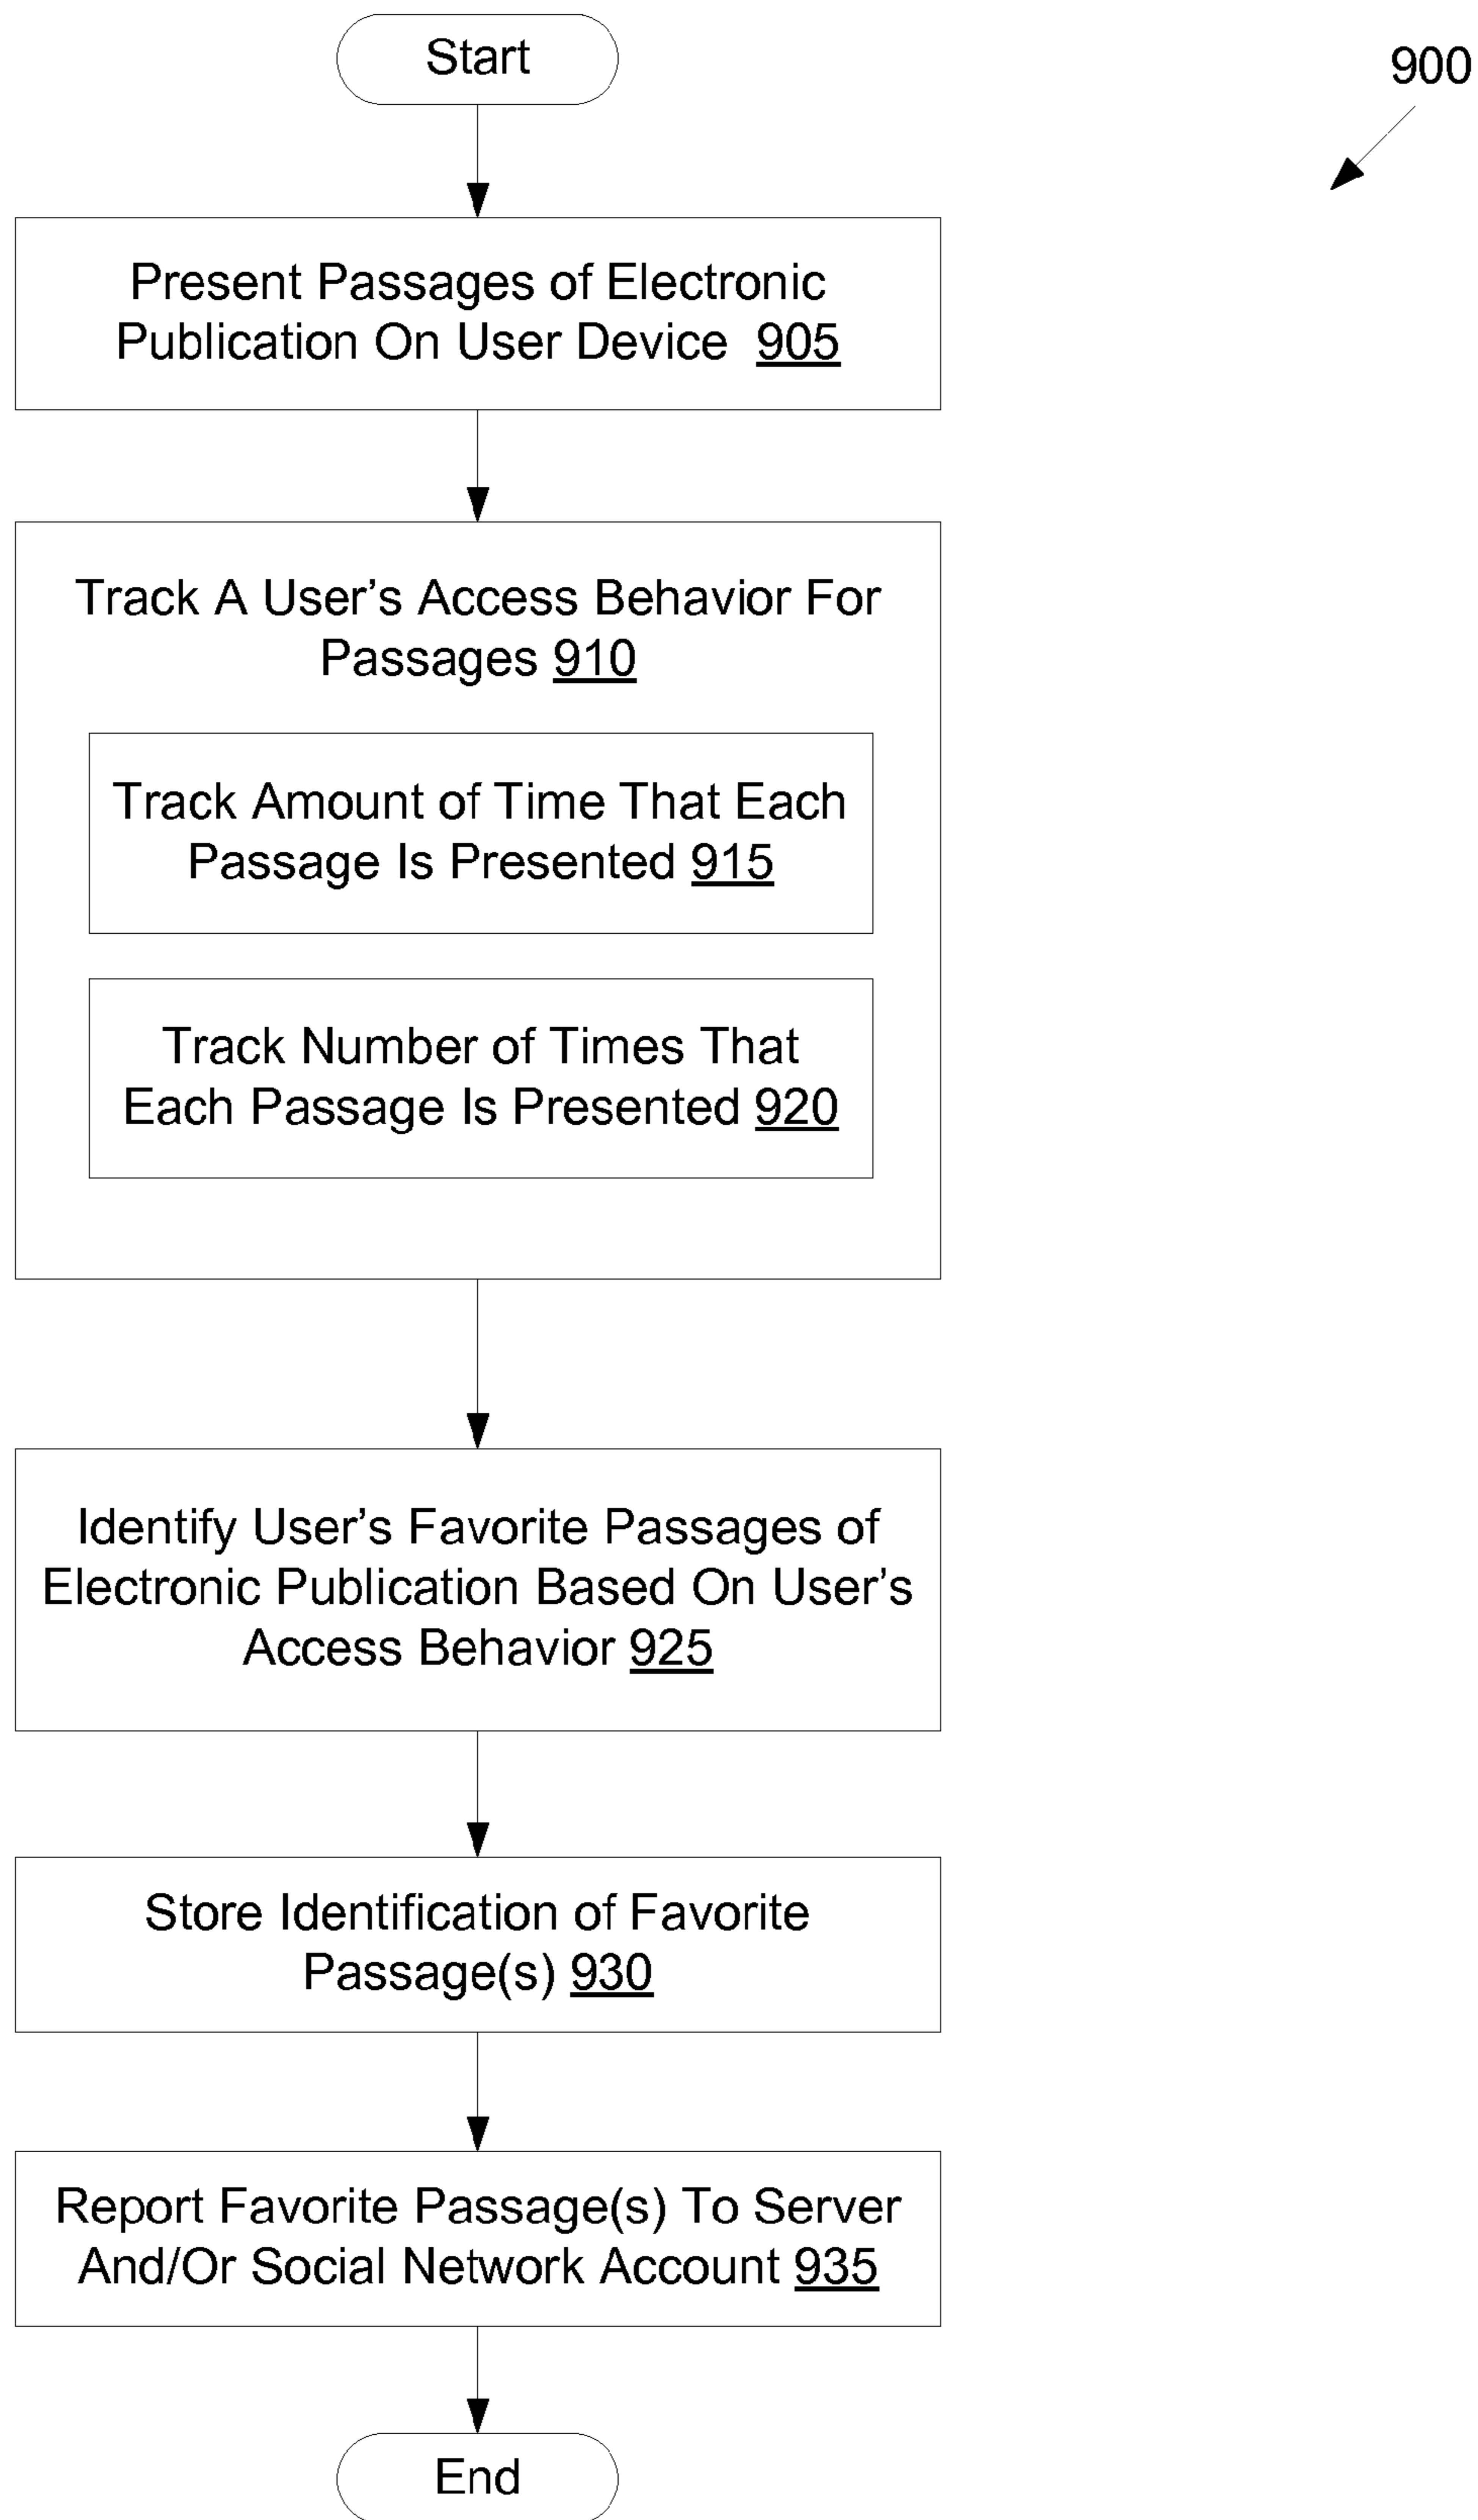 Start
900
Present Passages of Electronic
Publication On User Device 905
Track A User's Access Behavior For
Passages 910
Track Amount of Time That Each
Passage Is Presented 915
Track Number of Times That
Each Passage Is Presented 920
Identify User's Favorite Passages of
Electronic Publication Based On User's
Access Behavior 925
Store Identification of Favorite
Passage(s) 930
Report Favorite Passage(s) To Server
And/Or Social Network Account 935
End